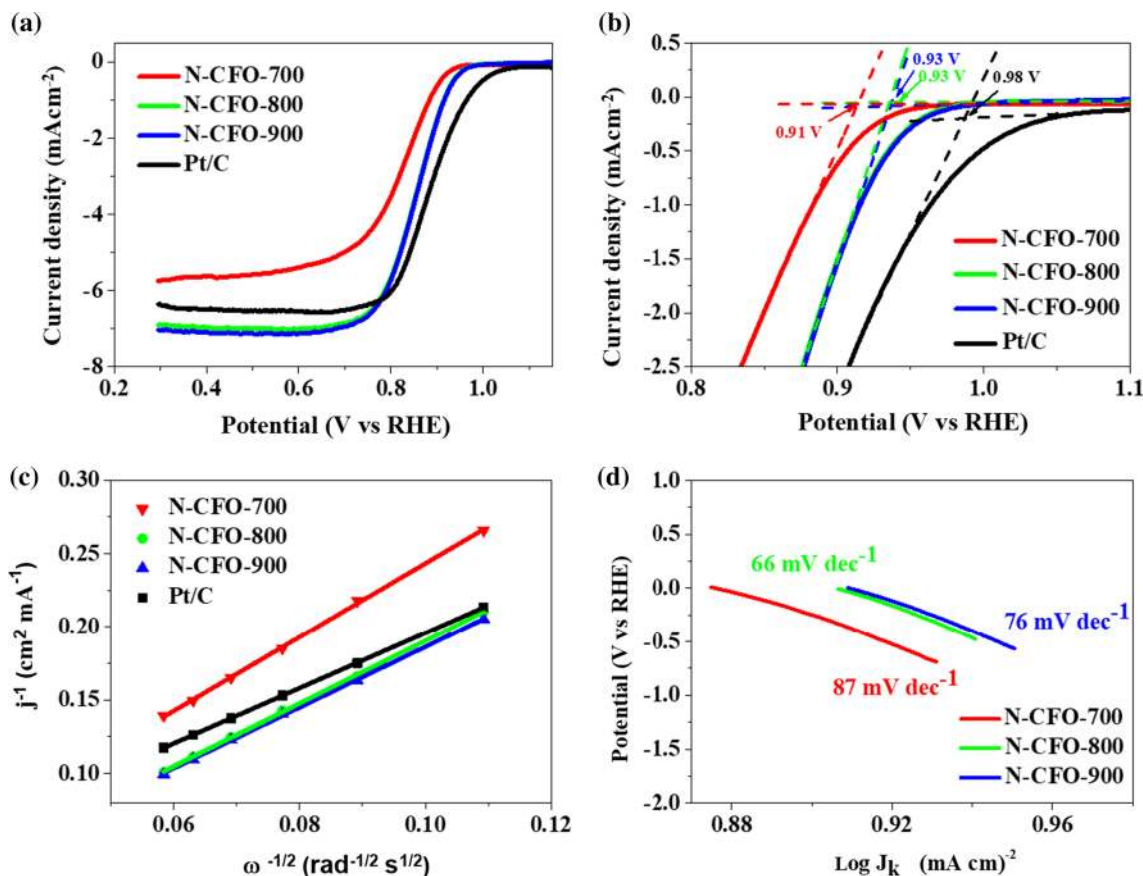 (a)
N-CFO-700
N-CFO-800
N-CFO-900
Pt/C
0
-2
-4
-6
-8
0.2 0.4 0.6 0.8 1.0
Current density (mAcm⁻²)
Potential (V vs RHE)
(b)
0.93 V
0.93 V
0.98 V
0.91 V
N-CFO-700
N-CFO-800
N-CFO-900
Pt/C
0.5
0.0
-0.5
-1.0
-1.5
-2.0
-2.5
0.8 0.9 1.0 1.1
Current density (mAcm⁻²)
Potential (V vs RHE)
(c)
N-CFO-700
N-CFO-800
N-CFO-900
Pt/C
0.30
0.25
0.20
0.15
0.10
0.06 0.08 0.10 0.12
j⁻¹ (cm² mA⁻¹)
ω ⁻¹/² (rad⁻¹/² s¹/²)
(d)
66 mV dec⁻¹
76 mV dec⁻¹
87 mV dec⁻¹
N-CFO-700
N-CFO-800
N-CFO-900
1.0
0.5
0.0
-0.5
-1.0
-1.5
-2.0
0.88 0.92 0.96
Potential (V vs RHE)
Log Jₖ (mA cm)⁻²